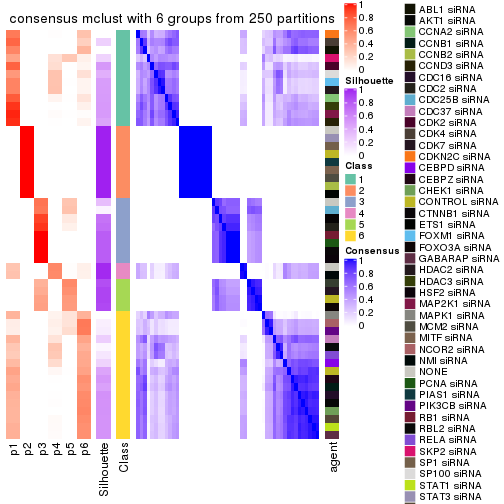 consensus mclust with 6 groups from 250 partitions
1
0.8
0.6
0.4
0.2
0
Silhouette
1
0.8
0.6
0.4
0.2
0
Class
1
2
3
4
5
6
Consensus
1
0.8
0.6
0.4
0.2
0
p1
p2
p3
p4
p5
p6
Silhouette
Class
agent
ABL1 siRNA
AKT1 siRNA
CCNA2 siRNA
CCNB1 siRNA
CCNB2 siRNA
CCND3 siRNA
CDC16 siRNA
CDC2 siRNA
CDC25B siRNA
CDC37 siRNA
CDK2 siRNA
CDK4 siRNA
CDK7 siRNA
CDKN2C siRNA
CEBPD siRNA
CEBPZ siRNA
CHEK1 siRNA
CONTROL siRNA
CTNNB1 siRNA
ETS1 siRNA
FOXM1 siRNA
FOXO3A siRNA
GABARAP siRNA
HDAC2 siRNA
HDAC3 siRNA
HSF2 siRNA
MAP2K1 siRNA
MAPK1 siRNA
MCM2 siRNA
MITF siRNA
NCOR2 siRNA
NMI siRNA
NONE
PCNA siRNA
PIAS1 siRNA
PIK3CB siRNA
RB1 siRNA
RBL2 siRNA
RELA siRNA
SKP2 siRNA
SP1 siRNA
SP100 siRNA
STAT1 siRNA
STAT3 siRNA